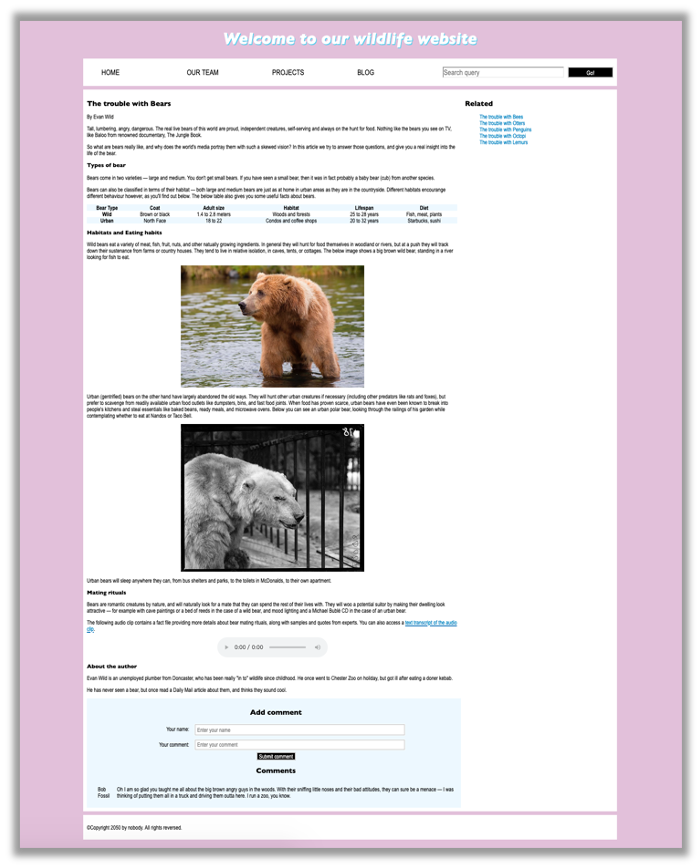 Welcome to our wildlife website
HOME OUR TEAM PROJECTS BLOG Search query Go!
The trouble with Bears
By Evan Wild
Tall, lumbering, angry, dangerous. The real live bears of this world are proud, independent creatures, self-serving and always on the hunt for food. Nothing like the bears you see on TV,
like Baloo from renowned documentary, The Jungle Book.
So what are bears really like, and why does the world's media portray them with such a skewed vision? In this article we try to answer those questions, and give you a real insight into the
life of the bear.
Types of bear
Bears come in two varieties — large and medium. You don't get small bears. If you have seen a small bear, then it was in fact probably a baby bear (cub) from another species.
Bears can also be classified in terms of their habitat — both large and medium bears are just as at home in urban areas as they are in the countryside. Different habitats encourage
different behaviour however, as you'll find out below. The below table also gives you some useful facts about bears.
Bear Type Coat Adult size Habitat Lifespan Diet
Wild Brown or black 1.4 to 2.8 meters Woods and forests 25 to 28 years Fish, meat, plants
Urban North Face 16 to 22 Condos and coffee shops 20 to 32 years Starbucks, sushi
Habitats and Eating habits
Wild bears eat a variety of meat, fish, fruit, nuts, and other natually growing ingredients. In general they will hunt for food themselves in woodland or rivers, but at a push they will track
down their sustenance from farms or country houses. They tend to live in relative isolation, in caves, tents, or cottages. The below image shows a big brown wild bear, standing in a river
looking for fish to eat.
Urban (gentrified) bears on the other hand have largely abandoned the old ways. They will hunt other urban creatures if necessary (including other predators like rats and foxes), but
prefer to scavenge from readily available urban food outlets like dumpsters, bins, and fast food joints. When food has proven scarce, urban bears have even been known to break into
people's kitchens and steal essentials like baked beans, ready meals, and microwave ovens. Below you can see an urban polar bear, looking through the railings of his garden while
contemplating whether to eat at Nandos or Taco Bell.
Urban bears will sleep anywhere they can, from bus shelters and parks, to the toilets in McDonalds, to their own apartment.
Mating rituals
Bears are romantic creatures by nature, and will naturally look for a mate that they can spend the rest of their lives with. They will woo a potential suitor by making their dwelling look
attractive — for example with cave paintings or a bed of reeds in the case of a wild bear, and mood lighting and a Michael Bublé CD in the case of an urban bear.
The following audio clip contains a fact file providing more details about bear mating rituals, along with samples and quotes from experts. You can also access a text transcript of the audio
clip.
0:00 / 0:00
About the author
Evan Wild is an unemployed plumber from Doncaster, who has been really "in to" wildlife since childhood. He once went to Chester Zoo on holiday, but got ill after eating a doner kebab.
He has never seen a bear, but once read a Daily Mail article about them, and thinks they sound cool.
Add comment
Your name: Enter your name
Your comment: Enter your comment
Submit comment
Comments
Bob Oh I am so glad you taught me all about the big brown angry guys in the woods. With their sniffing little noses and their bad attitudes, they can sure be a menace — I was
Fossil thinking of putting them all in a truck and driving them outta here. I run a zoo, you know.
Related
The trouble with Bees
The trouble with Otters
The trouble with Penguins
The trouble with Octopi
The trouble with Lemurs
©Copyright 2050 by nobody. All rights reversed.